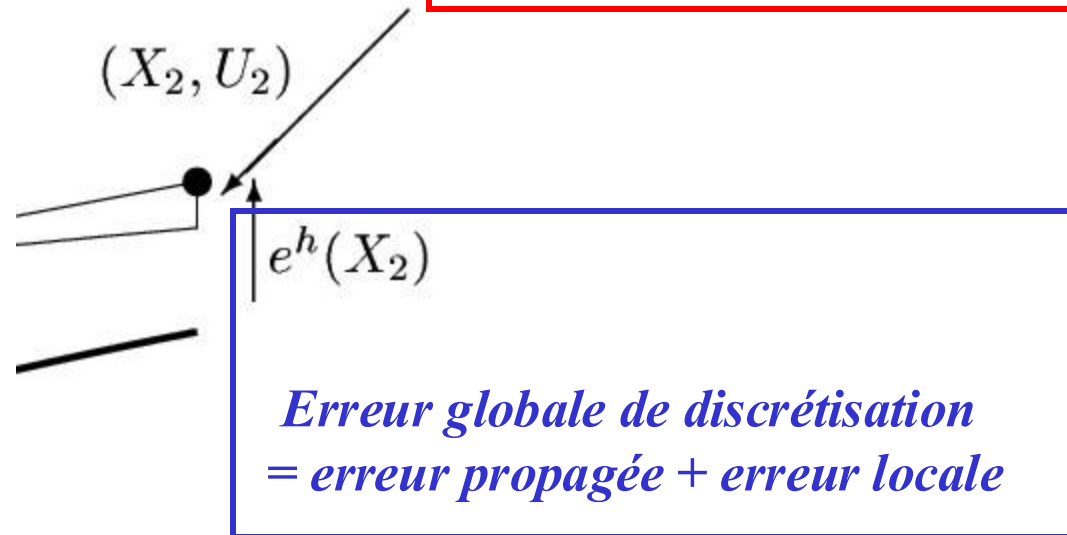 (X₂, U₂)
eʰ(X₂)
Erreur globale de discrétisation
= erreur propagée + erreur locale